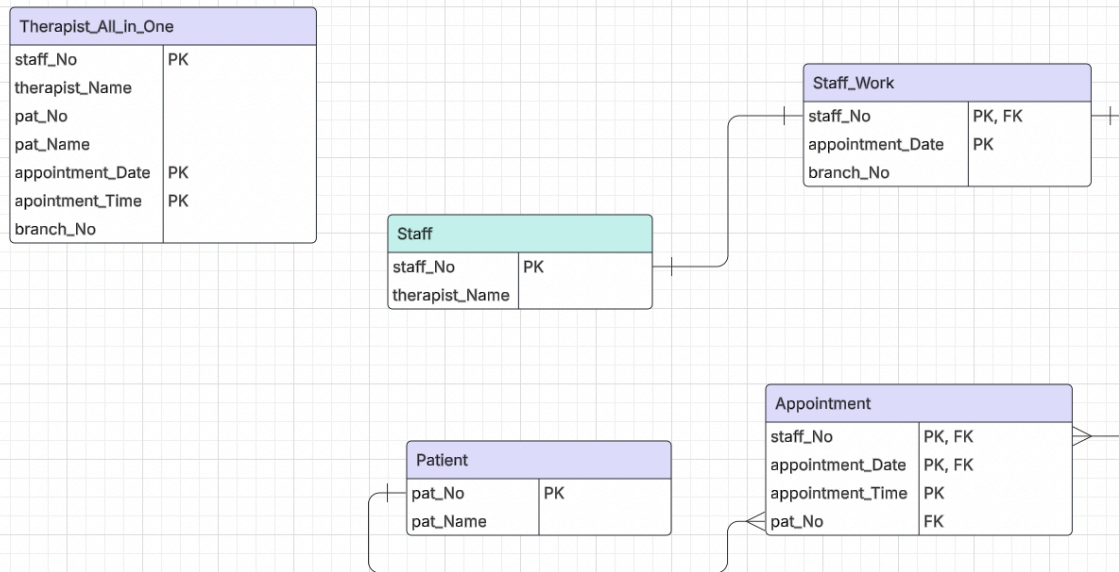 Therapist_All_in_One
staff_No PK
therapist_Name
pat_No
pat_Name
appointment_Date PK
apointment_Time PK
branch_No
Staff_Work
staff_No PK, FK
appointment_Date PK
branch_No
Staff
staff_No PK
therapist_Name
Patient
pat_No PK
pat_Name
Appointment
staff_No PK, FK
appointment_Date PK, FK
appointment_Time PK
pat_No FK